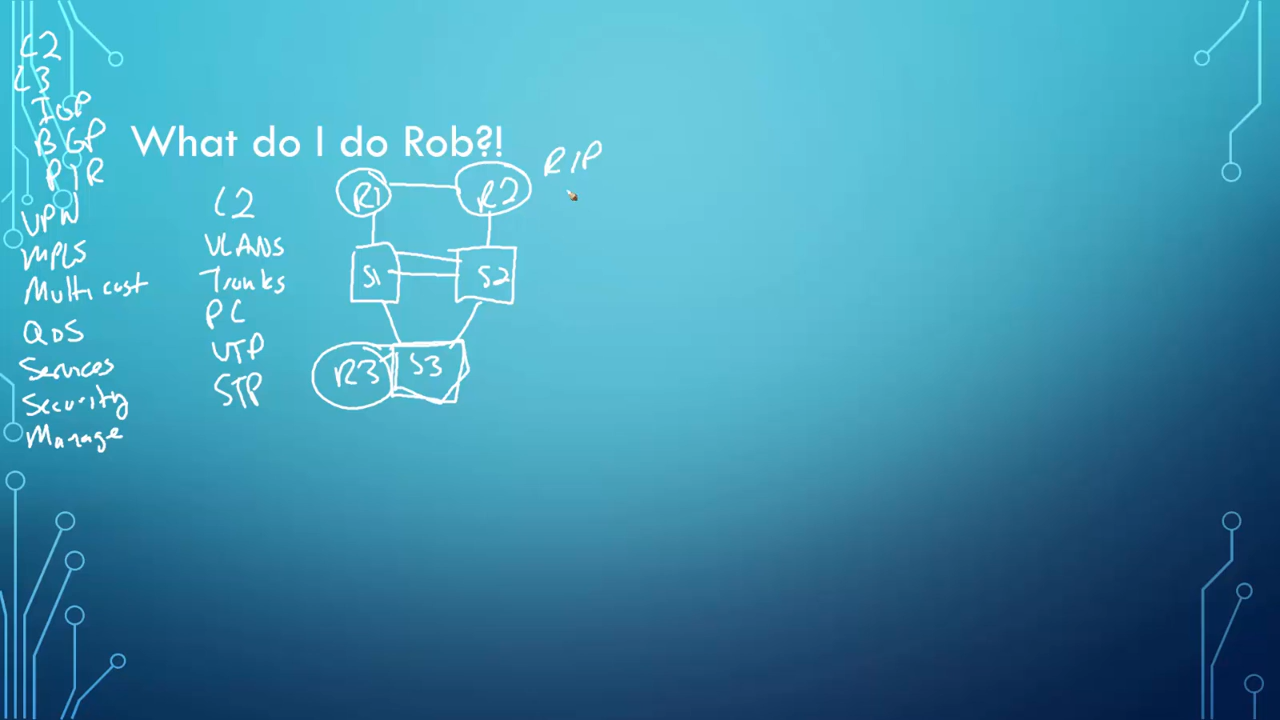 L2
L3
IGP
BGP
PfR
VPN
MPLS
Multicast
QOS
Services
Security
Manage
What do I do Rob?!
L2
VLANS
Trunks
PC
VTP
STP
R1
R2
RIP
S1
S2
R3
S3